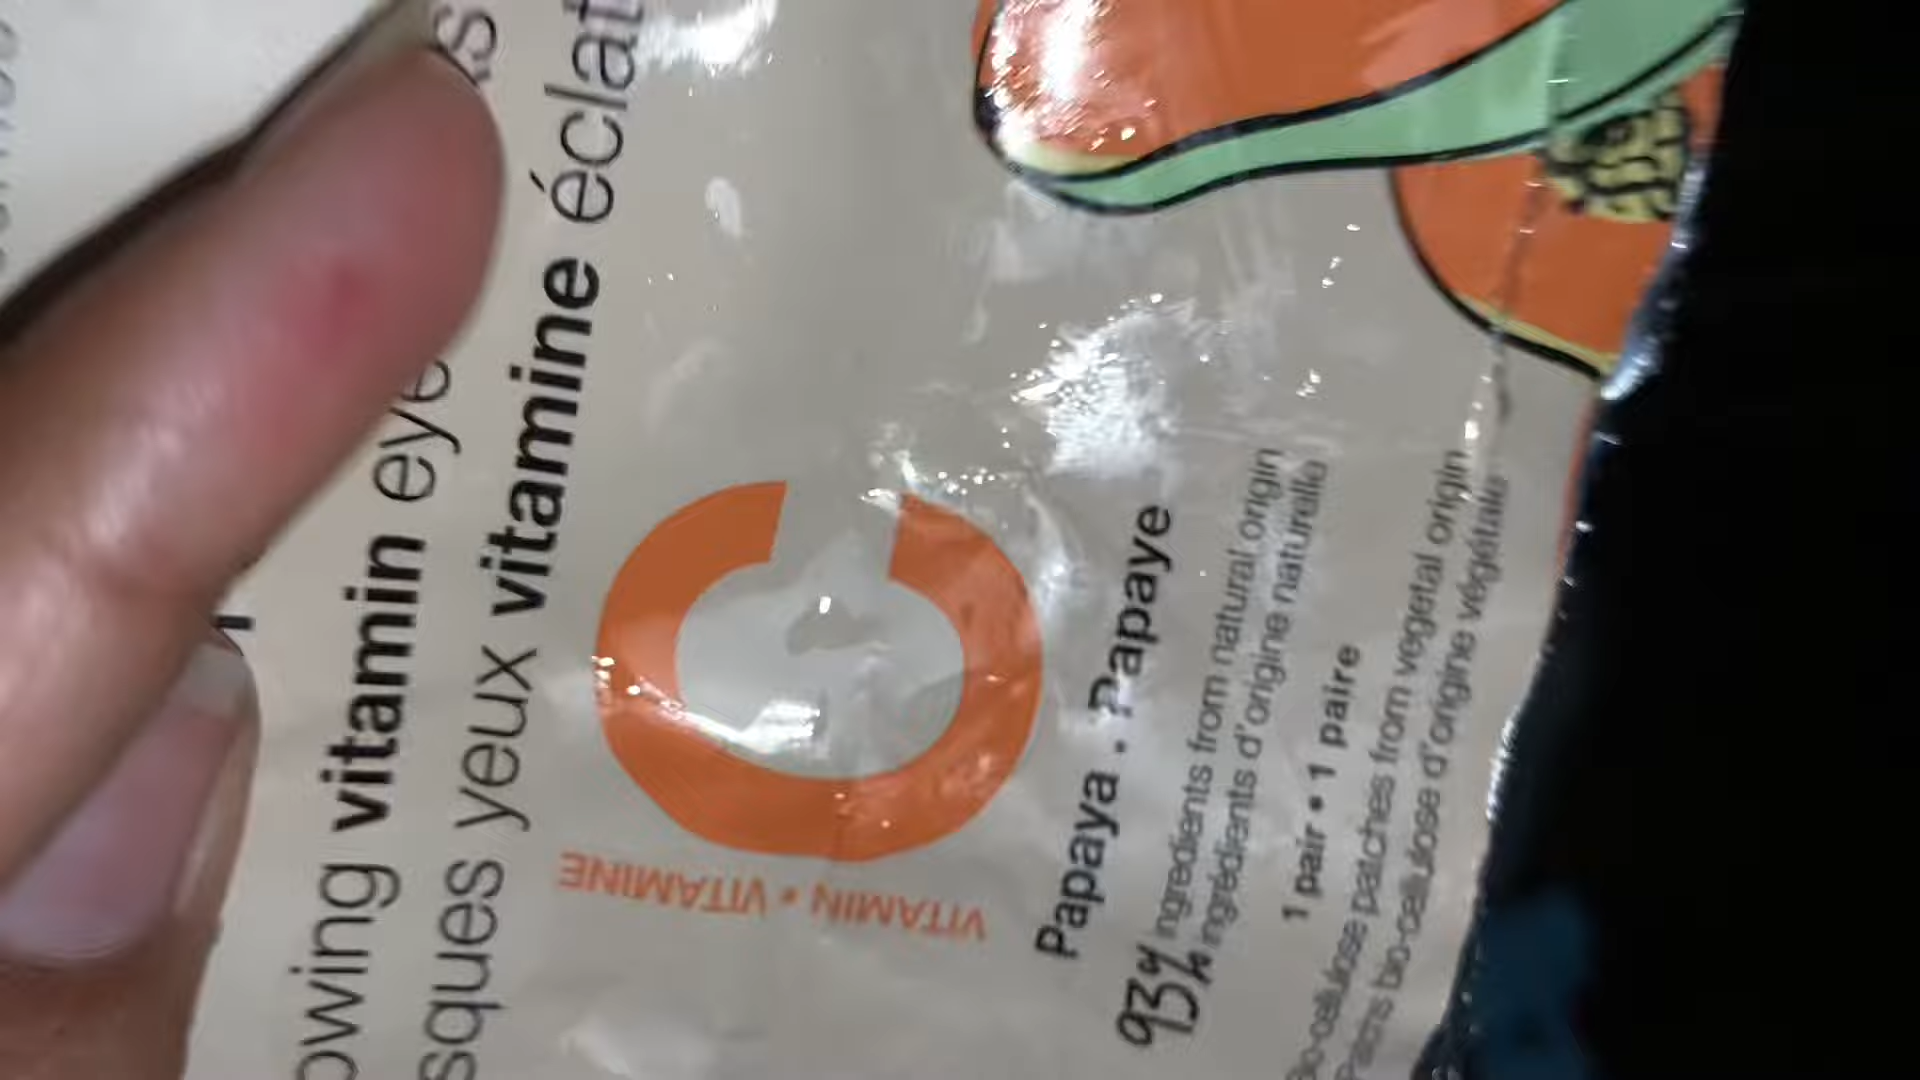 owing vitamin eye
sques yeux vitamine éclat
C
VITAMIN • VITAMINE
Papaya • Papaye
93% ingredients from natural origin
ingrédients d'origine naturelle
1 pair • 1 paire
Bio-cellulose patches from vegetal origin
Patchs bio-cellulose d'origine végétale